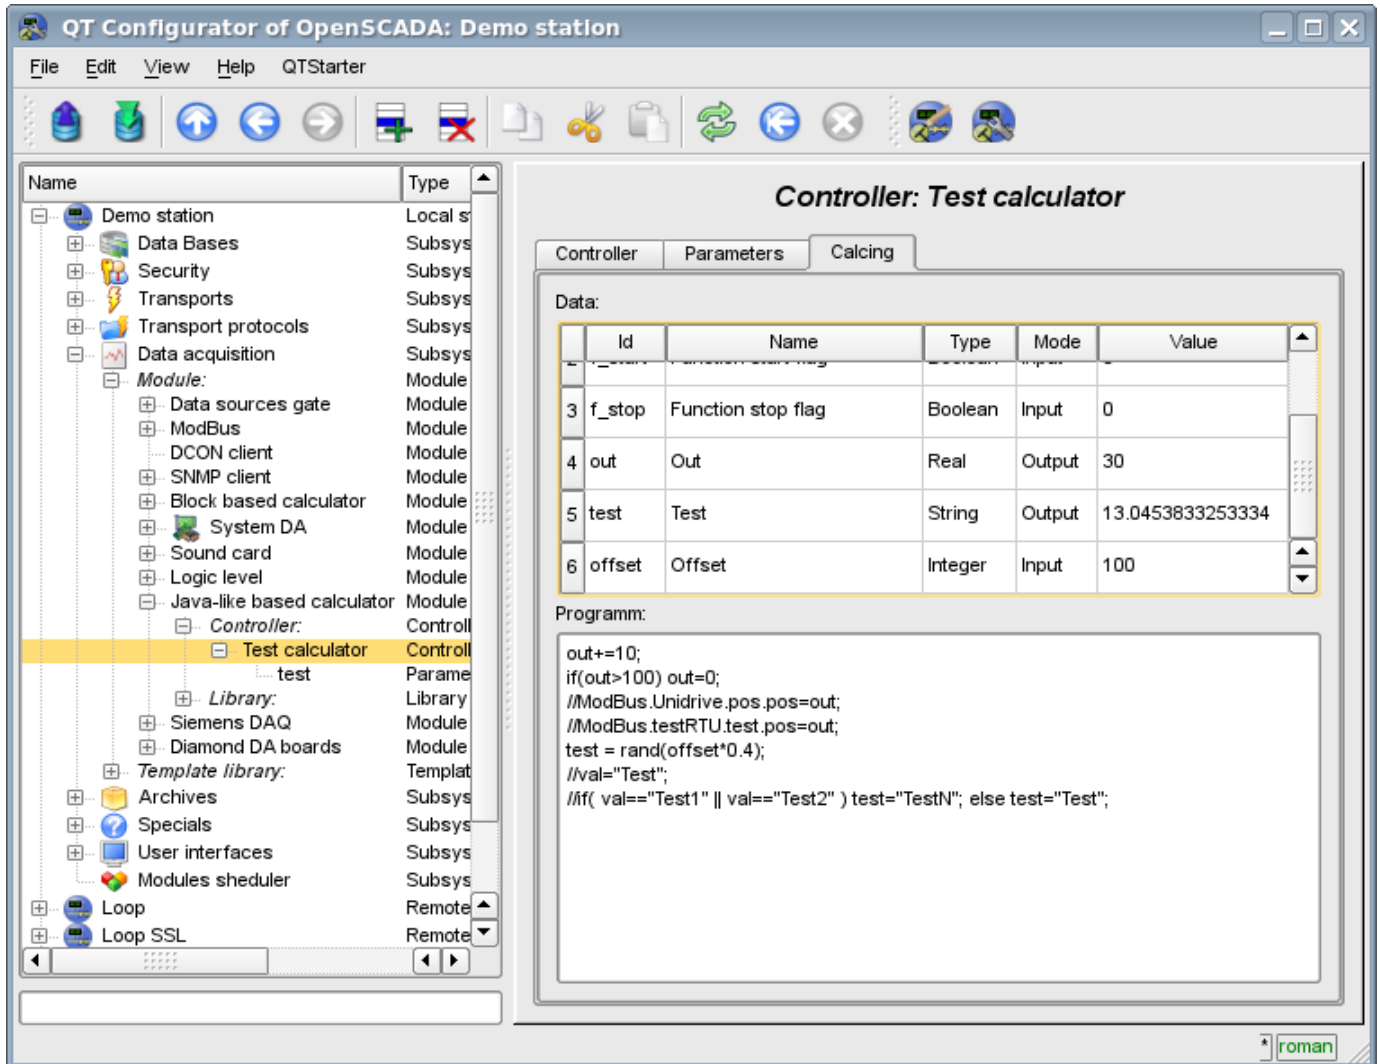 QT Configurator of OpenSCADA: Demo station
File Edit View Help QTStarter
Name Type
Demo station Local s
Data Bases Subsys
Security Subsys
Transports Subsys
Transport protocols Subsys
Data acquisition Subsys
Module: Module
Data sources gate Module
ModBus Module
DCON client Module
SNMP client Module
Block based calculator Module
System DA Module
Sound card Module
Logic level Module
Java-like based calculator Module
Controller: Controll
Test calculator Controll
test Parame
Library: Library
Siemens DAQ Module
Diamond DA boards Module
Template library: Templat
Archives Subsys
Specials Subsys
User interfaces Subsys
Modules sheduler Subsys
Loop Remote
Loop SSL Remote
Controller: Test calculator
Controller Parameters Calcing
Data:
Id Name Type Mode Value
3 f_stop Function stop flag Boolean Input 0
4 out Out Real Output 30
5 test Test String Output 13.0453833253334
6 offset Offset Integer Input 100
Programm:
out+=10;
if(out>100) out=0;
//ModBus.Unidrive.pos.pos=out;
//ModBus.testRTU.test.pos=out;
test = rand(offset*0.4);
//val="Test";
//if( val=="Test1" || val=="Test2" ) test="TestN"; else test="Test";
* roman